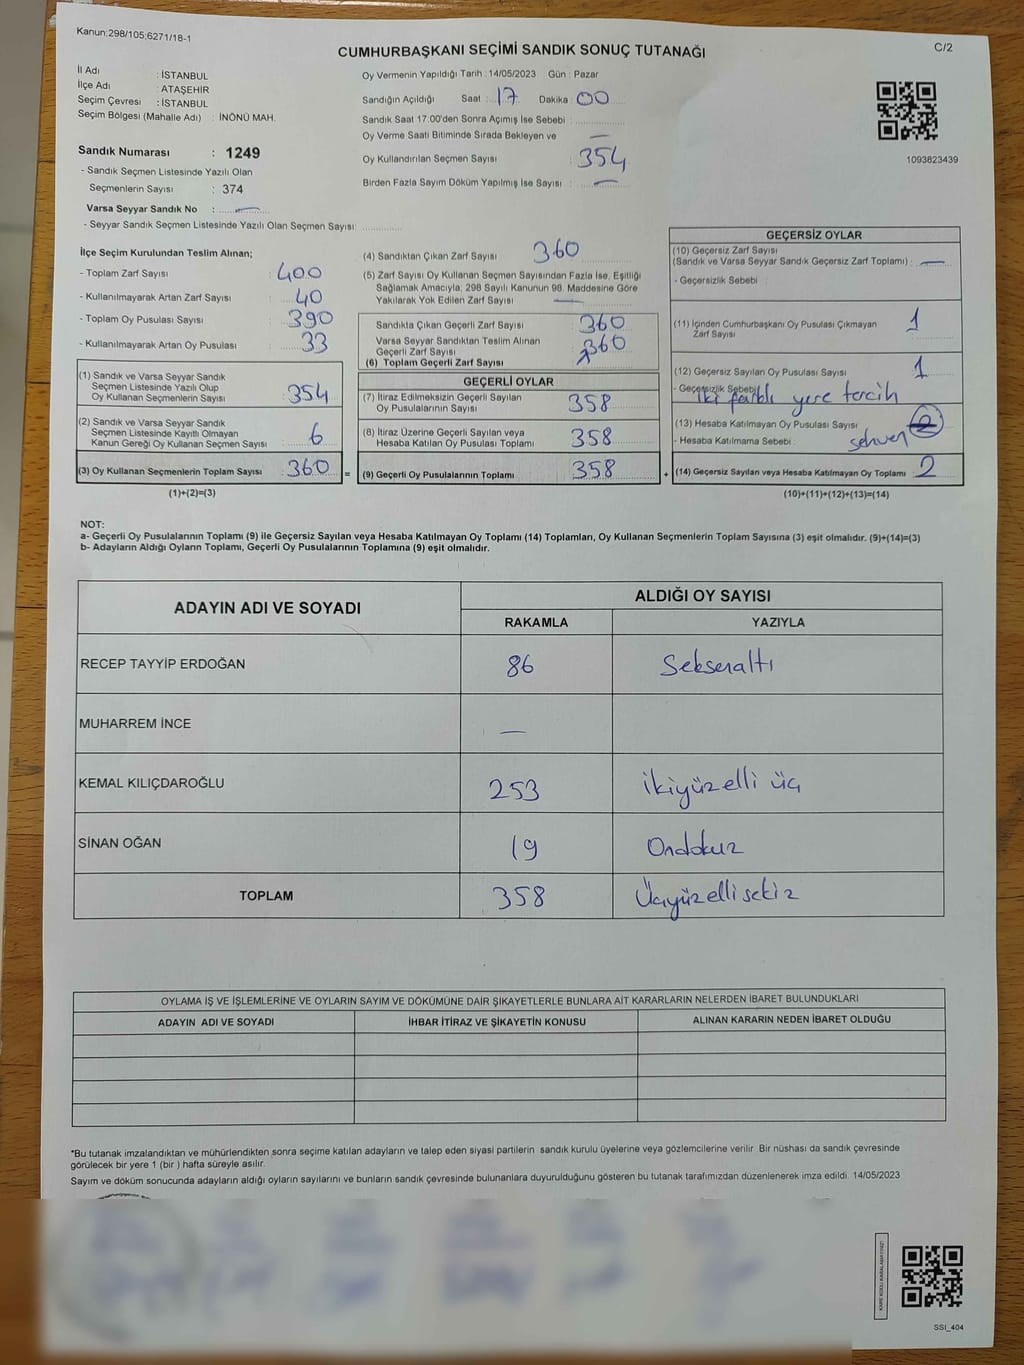 Kanun:298/105,6271/18-1
C/2
CUMHURBAŞKANI SEÇİMİ SANDIK SONUÇ TUTANAĞI
İl Adı : İSTANBUL
İlçe Adı : ATAŞEHİR
Seçim Çevresi : İSTANBUL
Seçim Bölgesi (Mahalle Adı) : İNÖNÜ MAH.
Sandık Numarası : 1249
- Sandık Seçmen Listesinde Yazılı Olan
Seçmenlerin Sayısı : 374
Varsa Seyyar Sandık No : —
- Seyyar Sandık Seçmen Listesinde Yazılı Olan Seçmen Sayısı:
Oy Vermenin Yapıldığı Tarih : 14/05/2023 Gün : Pazar
Sandığın Açıldığı Saat : 17 Dakika : 00
Sandık Saat 17:00'den Sonra Açımış İse Sebebi :
Oy Verme Saati Bitiminde Sırada Bekleyen ve —
Oy Kullandırılan Seçmen Sayısı : 354
Birden Fazla Sayım Döküm Yapılmış İse Sayısı : —
1093823439
İlçe Seçim Kurulundan Teslim Alınan;
- Toplam Zarf Sayısı : 400
- Kullanılmayarak Artan Zarf Sayısı : 40
- Toplam Oy Pusulası Sayısı : 390
- Kullanılmayarak Artan Oy Pusulası : 33
(1) Sandık ve Varsa Seyyar Sandık
Seçmen Listesinde Yazılı Olup
Oy Kullanan Seçmenlerin Sayısı : 354
(2) Sandık ve Varsa Seyyar Sandık
Seçmen Listesinde Kayıtlı Olmayan
Kanun Gereği Oy Kullanan Seçmen Sayısı : 6
(3) Oy Kullanan Seçmenlerin Toplam Sayısı : 360 =
(1)+(2)=(3)
(4) Sandıktan Çıkan Zarf Sayısı : 360
(5) Zarf Sayısı Oy Kullanan Seçmen Sayısından Fazla İse, Eşitliği
Sağlamak Amacıyla, 298 Sayılı Kanunun 98. Maddesine Göre
Yakılarak Yok Edilen Zarf Sayısı : —
Sandıkta Çıkan Geçerli Zarf Sayısı : 360
Varsa Seyyar Sandıktan Teslim Alınan
Geçerli Zarf Sayısı : 360
(6) Toplam Geçerli Zarf Sayısı :
GEÇERLİ OYLAR
(7) İtiraz Edilmeksizin Geçerli Sayılan
Oy Pusulalarının Sayısı : 358
(8) İtiraz Üzerine Geçerli Sayılan veya
Hesaba Katılan Oy Pusulası Toplamı : 358
(9) Geçerli Oy Pusulalarının Toplamı : 358 +
GEÇERSİZ OYLAR
(10) Geçersiz Zarf Sayısı
(Sandık ve Varsa Seyyar Sandık Geçersiz Zarf Toplamı) : —
- Geçersizlik Sebebi :
(11) İçinden Cumhurbaşkanı Oy Pusulası Çıkmayan
Zarf Sayısı : 1
(12) Geçersiz Sayılan Oy Pusulası Sayısı : 1
- Geçersizlik Sebebi : iki farklı yere tercih
(13) Hesaba Katılmayan Oy Pusulası Sayısı : 2
- Hesaba Katılmama Sebebi : sehven
(14) Geçersiz Sayılan veya Hesaba Katılmayan Oy Toplamı : 2
(10)+(11)+(12)+(13)=(14)
NOT:
a- Geçerli Oy Pusulalarının Toplamı (9) ile Geçersiz Sayılan veya Hesaba Katılmayan Oy Toplamı (14) Toplamları, Oy Kullanan Seçmenlerin Toplam Sayısına (3) eşit olmalıdır. (9)+(14)=(3)
b- Adayların Aldığı Oyların Toplamı, Geçerli Oy Pusulalarının Toplamına (9) eşit olmalıdır.
ADAYIN ADI VE SOYADI
ALDIĞI OY SAYISI
RAKAMLA YAZIYLA
RECEP TAYYİP ERDOĞAN 86 Seksenaltı
MUHARREM İNCE —
KEMAL KILIÇDAROĞLU 253 ikiyüzelli üç
SİNAN OĞAN 19 Ondokuz
TOPLAM 358 Üçyüzellisekiz
OYLAMA İŞ VE İŞLEMLERİNE VE OYLARIN SAYIM VE DÖKÜMÜNE DAİR ŞİKAYETLERLE BUNLARA AİT KARARLARIN NELERDEN İBARET BULUNDUKLARI
ADAYIN ADI VE SOYADI İHBAR İTİRAZ VE ŞİKAYETİN KONUSU ALINAN KARARIN NEDEN İBARET OLDUĞU
*Bu tutanak imzalandıktan ve mühürlendikten sonra seçime katılan adayların ve talep eden siyasi partilerin sandık kurulu üyelerine veya gözlemcilerine verilir. Bir nüshası da sandık çevresinde
görülecek bir yere 1 (bir ) hafta süreyle asılır.
Sayım ve döküm sonucunda adayların aldığı oyların sayılarını ve bunların sandık çevresinde bulunanlara duyurulduğunu gösteren bu tutanak tarafımızdan düzenlenerek imza edildi. 14/05/2023
SSI_404